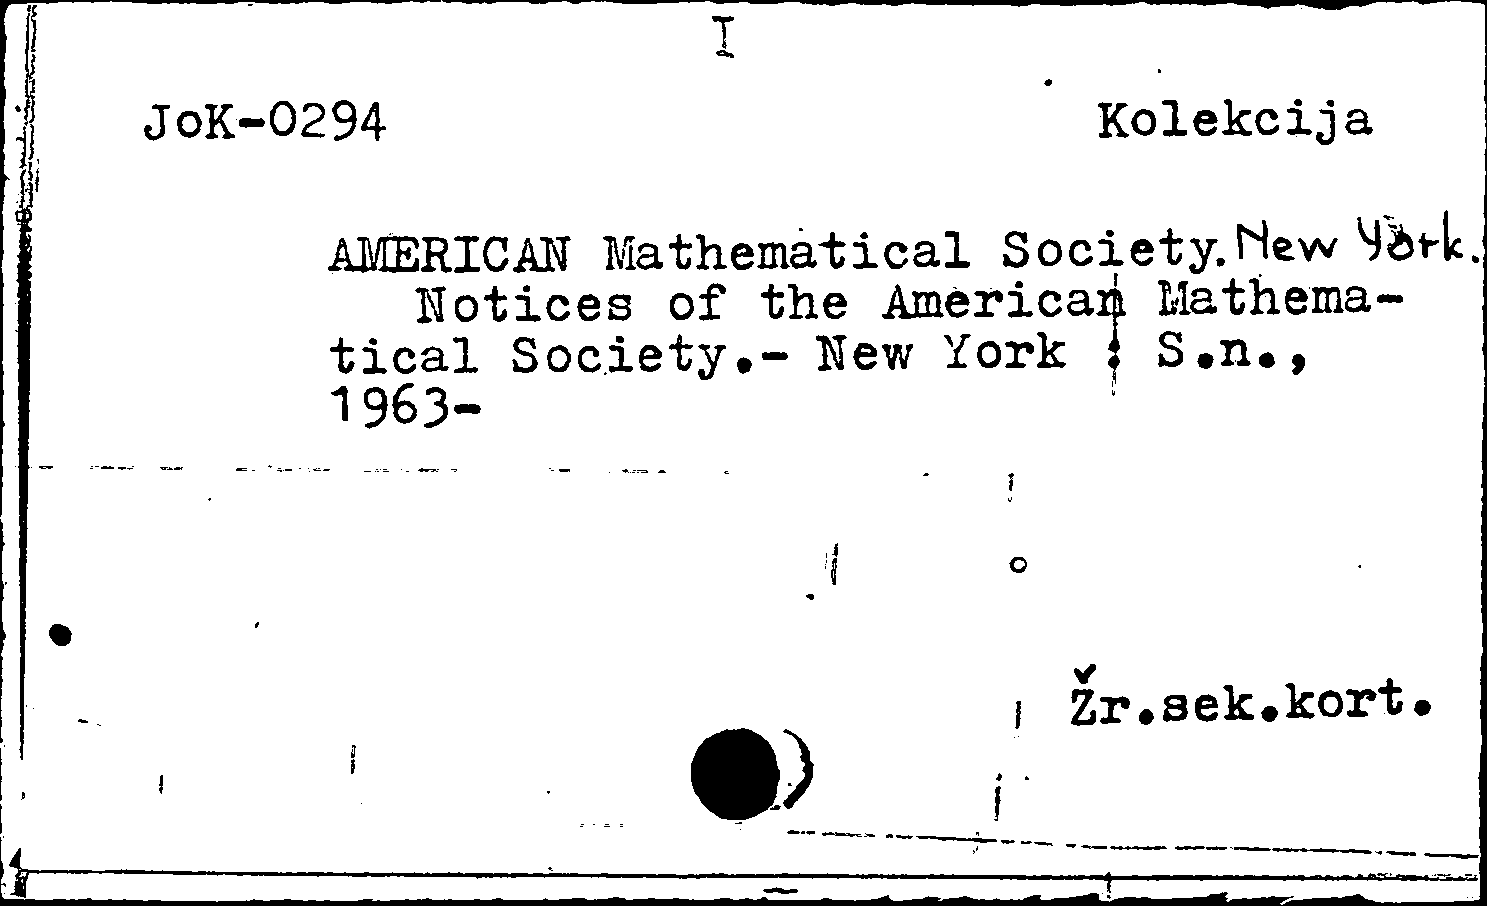 I
JoK-0294 Kolekcija
AMERICAN Mathematical Society. New York.
Notices of the American Mathema-
tical Society.- New York : S.n.,
1963-
Žr.sek.kort.